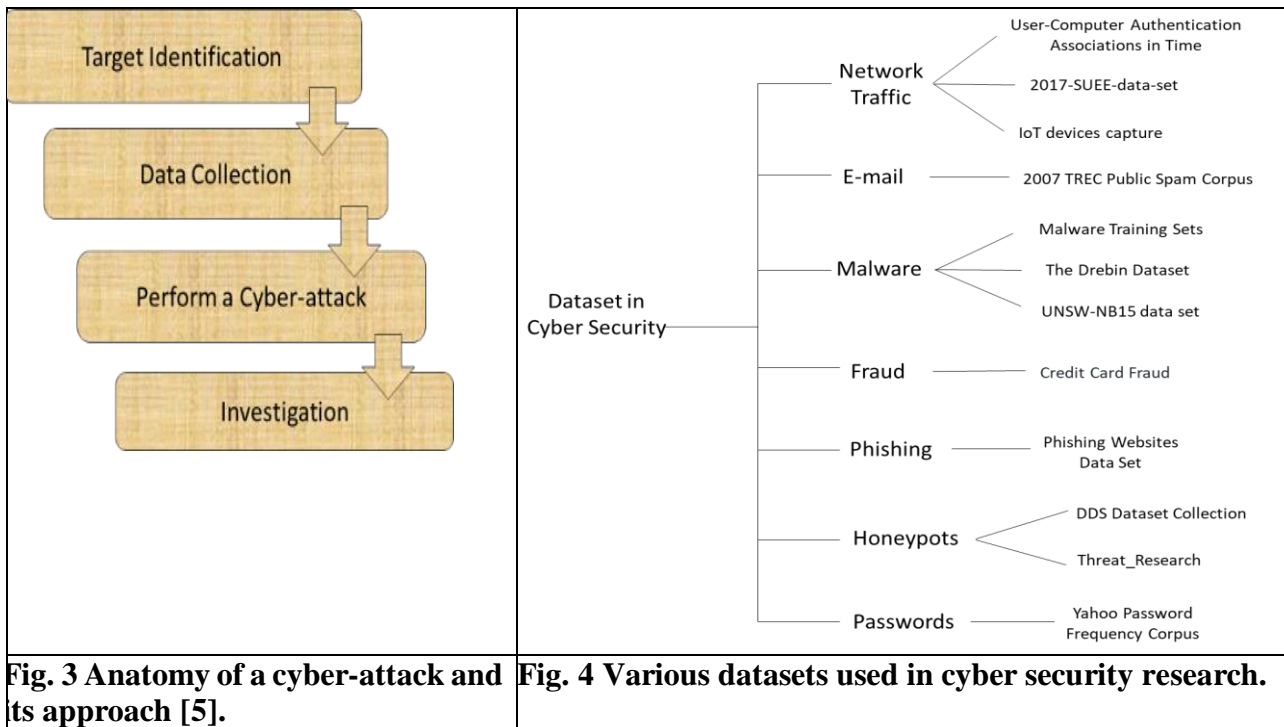 Target Identification
Data Collection
Perform a Cyber-attack
Investigation
Fig. 3 Anatomy of a cyber-attack and
its approach [5].
Dataset in
Cyber Security
Network
Traffic
User-Computer Authentication
Associations in Time
2017-SUEE-data-set
IoT devices capture
E-mail
2007 TREC Public Spam Corpus
Malware
Malware Training Sets
The Drebin Dataset
UNSW-NB15 data set
Fraud
Credit Card Fraud
Phishing
Phishing Websites
Data Set
Honeypots
DDS Dataset Collection
Threat_Research
Passwords
Yahoo Password
Frequency Corpus
Fig. 4 Various datasets used in cyber security research.